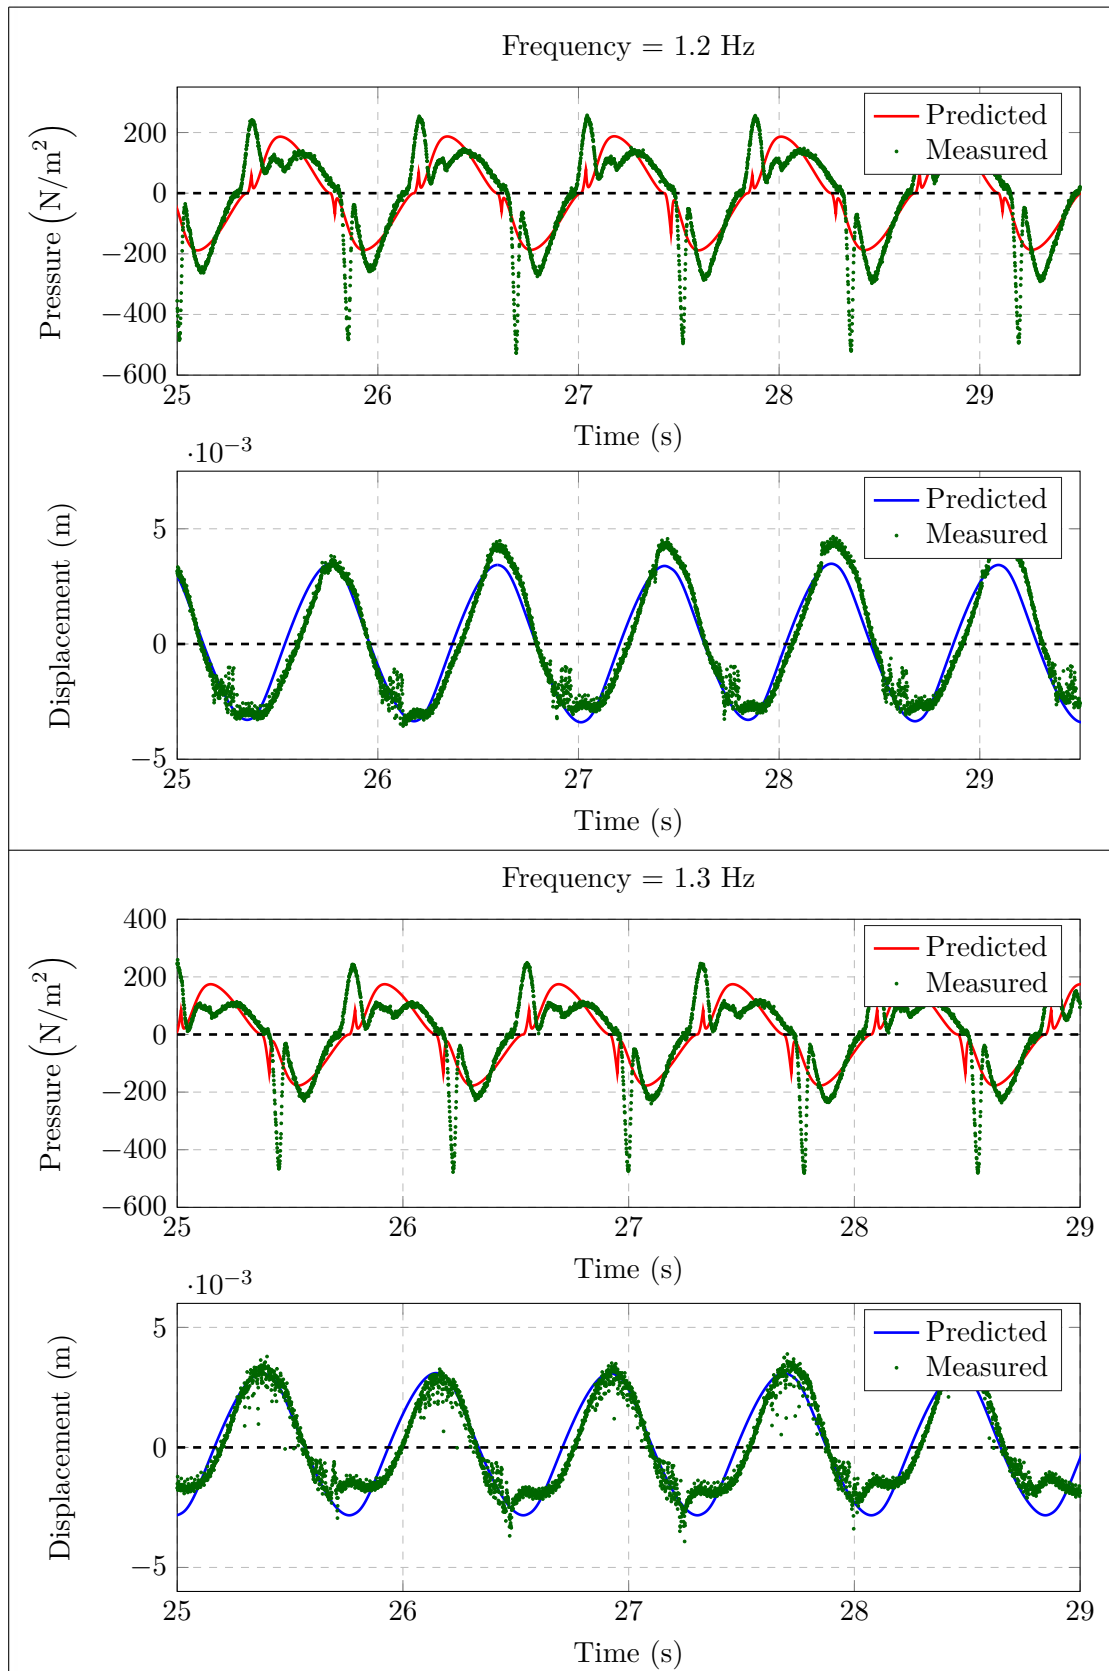 Frequency = 1.2 Hz
Pressure (N/m²)
200
0
−200
−400
−600
Predicted
Measured
25 26 27 28 29
Time (s)
·10⁻³
Displacement (m)
5
0
−5
Predicted
Measured
25 26 27 28 29
Time (s)
Frequency = 1.3 Hz
Pressure (N/m²)
400
200
0
−200
−400
−600
Predicted
Measured
25 26 27 28 29
Time (s)
·10⁻³
Displacement (m)
5
0
−5
Predicted
Measured
25 26 27 28 29
Time (s)